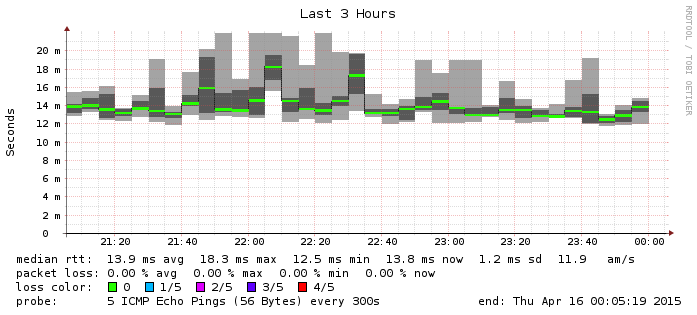 Last 3 Hours
RRDTOOL / TOBI OETIKER
Seconds
20 m
18 m
16 m
14 m
12 m
10 m
8 m
6 m
4 m
2 m
0
21:20 21:40 22:00 22:20 22:40 23:00 23:20 23:40 00:00
median rtt: 13.9 ms avg 18.3 ms max 12.5 ms min 13.8 ms now 1.2 ms sd 11.9 am/s
packet loss: 0.00 % avg 0.00 % max 0.00 % min 0.00 % now
loss color: 0 1/5 2/5 3/5 4/5
probe: 5 ICMP Echo Pings (56 Bytes) every 300s end: Thu Apr 16 00:05:19 2015